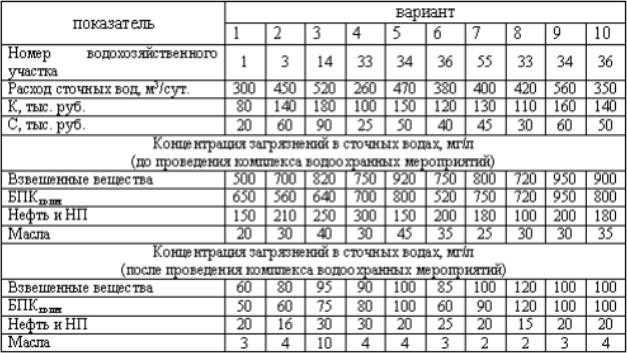 показатель вариант
1 2 3 4 5 6 7 8 9 10
Номер водохозяйственного
участка 1 3 14 33 34 36 55 33 34 36
Расход сточных вод, м³/сут. 300 450 520 260 470 380 400 420 560 350
К, тыс. руб. 80 140 180 100 150 120 130 110 160 140
С, тыс. руб. 20 60 90 25 50 40 45 30 60 50
Концентрация загрязнений в сточных водах, мг/л
(до проведения комплекса водоохранных мероприятий)
Взвешенные вещества 500 700 820 750 920 750 800 720 950 900
БПКполн 650 560 640 700 800 520 750 720 950 800
Нефть и НП 150 210 250 300 150 200 180 100 200 180
Масла 20 30 40 30 45 35 25 30 30 35
Концентрация загрязнений в сточных водах, мг/л
(после проведения комплекса водоохранных мероприятий)
Взвешенные вещества 60 80 95 90 100 85 100 120 100 100
БПКполн 50 60 75 80 100 60 90 120 100 100
Нефть и НП 20 16 30 30 20 25 20 15 20 20
Масла 3 4 10 4 4 3 2 2 3 4